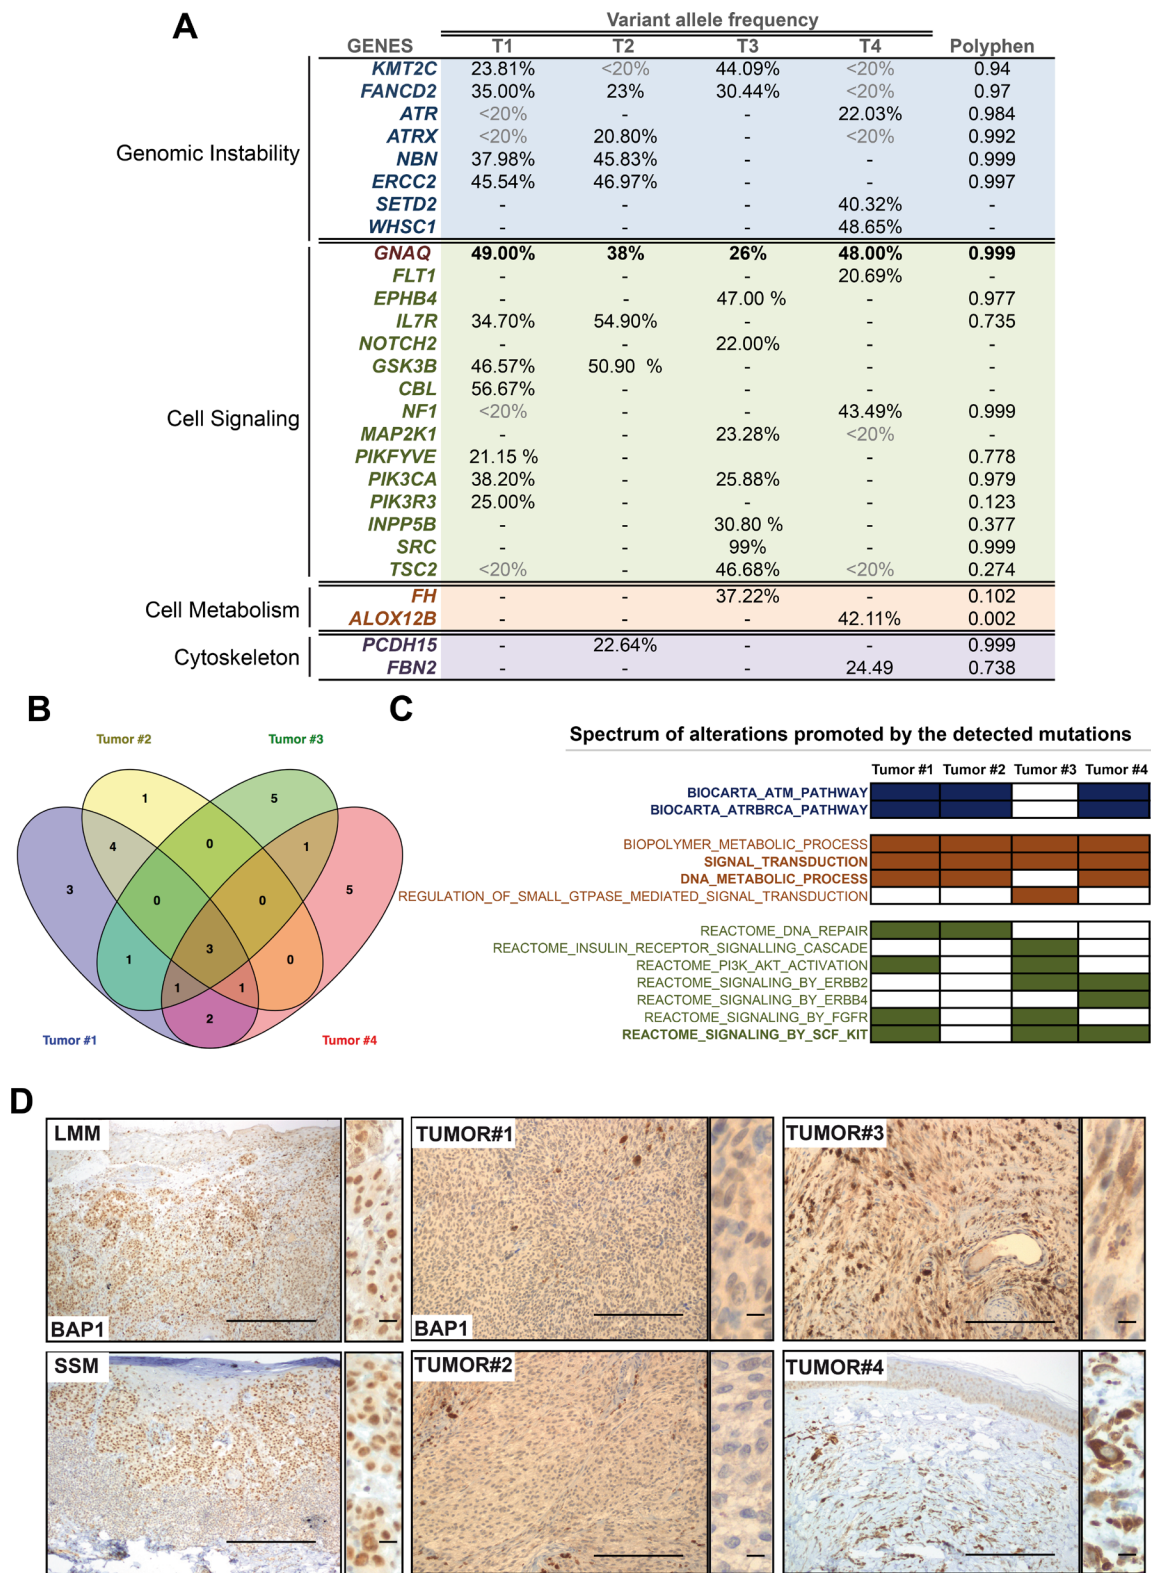 A
Variant allele frequency
GENES T1 T2 T3 T4 Polyphen
Genomic Instability
KMT2C 23.81% <20% 44.09% <20% 0.94
FANCD2 35.00% 23% 30.44% <20% 0.97
ATR <20% - - 22.03% 0.984
ATRX <20% 20.80% - <20% 0.992
NBN 37.98% 45.83% - - 0.999
ERCC2 45.54% 46.97% - - 0.997
SETD2 - - - 40.32% -
WHSC1 - - - 48.65% -
Cell Signaling
GNAQ 49.00% 38% 26% 48.00% 0.999
FLT1 - - - 20.69% -
EPHB4 - - 47.00 % - 0.977
IL7R 34.70% 54.90% - - 0.735
NOTCH2 - - 22.00% - -
GSK3B 46.57% 50.90 % - - -
CBL 56.67% - - - -
NF1 <20% - - 43.49% 0.999
MAP2K1 - - 23.28% <20% -
PIKFYVE 21.15 % - - - 0.778
PIK3CA 38.20% - 25.88% - 0.979
PIK3R3 25.00% - - - 0.123
INPP5B - - 30.80 % - 0.377
SRC - - 99% - 0.999
TSC2 <20% - 46.68% <20% 0.274
Cell Metabolism
FH - - 37.22% - 0.102
ALOX12B - - - 42.11% 0.002
Cytoskeleton
PCDH15 - 22.64% - - 0.999
FBN2 - - - 24.49 0.738
B
Tumor #2 Tumor #3
1 5
4 0 1
3 0 0 5
1 3 0
1 1
2
Tumor #1 Tumor #4
C
Spectrum of alterations promoted by the detected mutations
Tumor #1 Tumor #2 Tumor #3 Tumor #4
BIOCARTA_ATM_PATHWAY
BIOCARTA_ATRBRCA_PATHWAY
BIOPOLYMER_METABOLIC_PROCESS
SIGNAL_TRANSDUCTION
DNA_METABOLIC_PROCESS
REGULATION_OF_SMALL_GTPASE_MEDIATED_SIGNAL_TRANSDUCTION
REACTOME_DNA_REPAIR
REACTOME_INSULIN_RECEPTOR_SIGNALLING_CASCADE
REACTOME_PI3K_AKT_ACTIVATION
REACTOME_SIGNALING_BY_ERBB2
REACTOME_SIGNALING_BY_ERBB4
REACTOME_SIGNALING_BY_FGFR
REACTOME_SIGNALING_BY_SCF_KIT
D
LMM
BAP1
TUMOR#1
BAP1
TUMOR#3
SSM
TUMOR#2
TUMOR#4